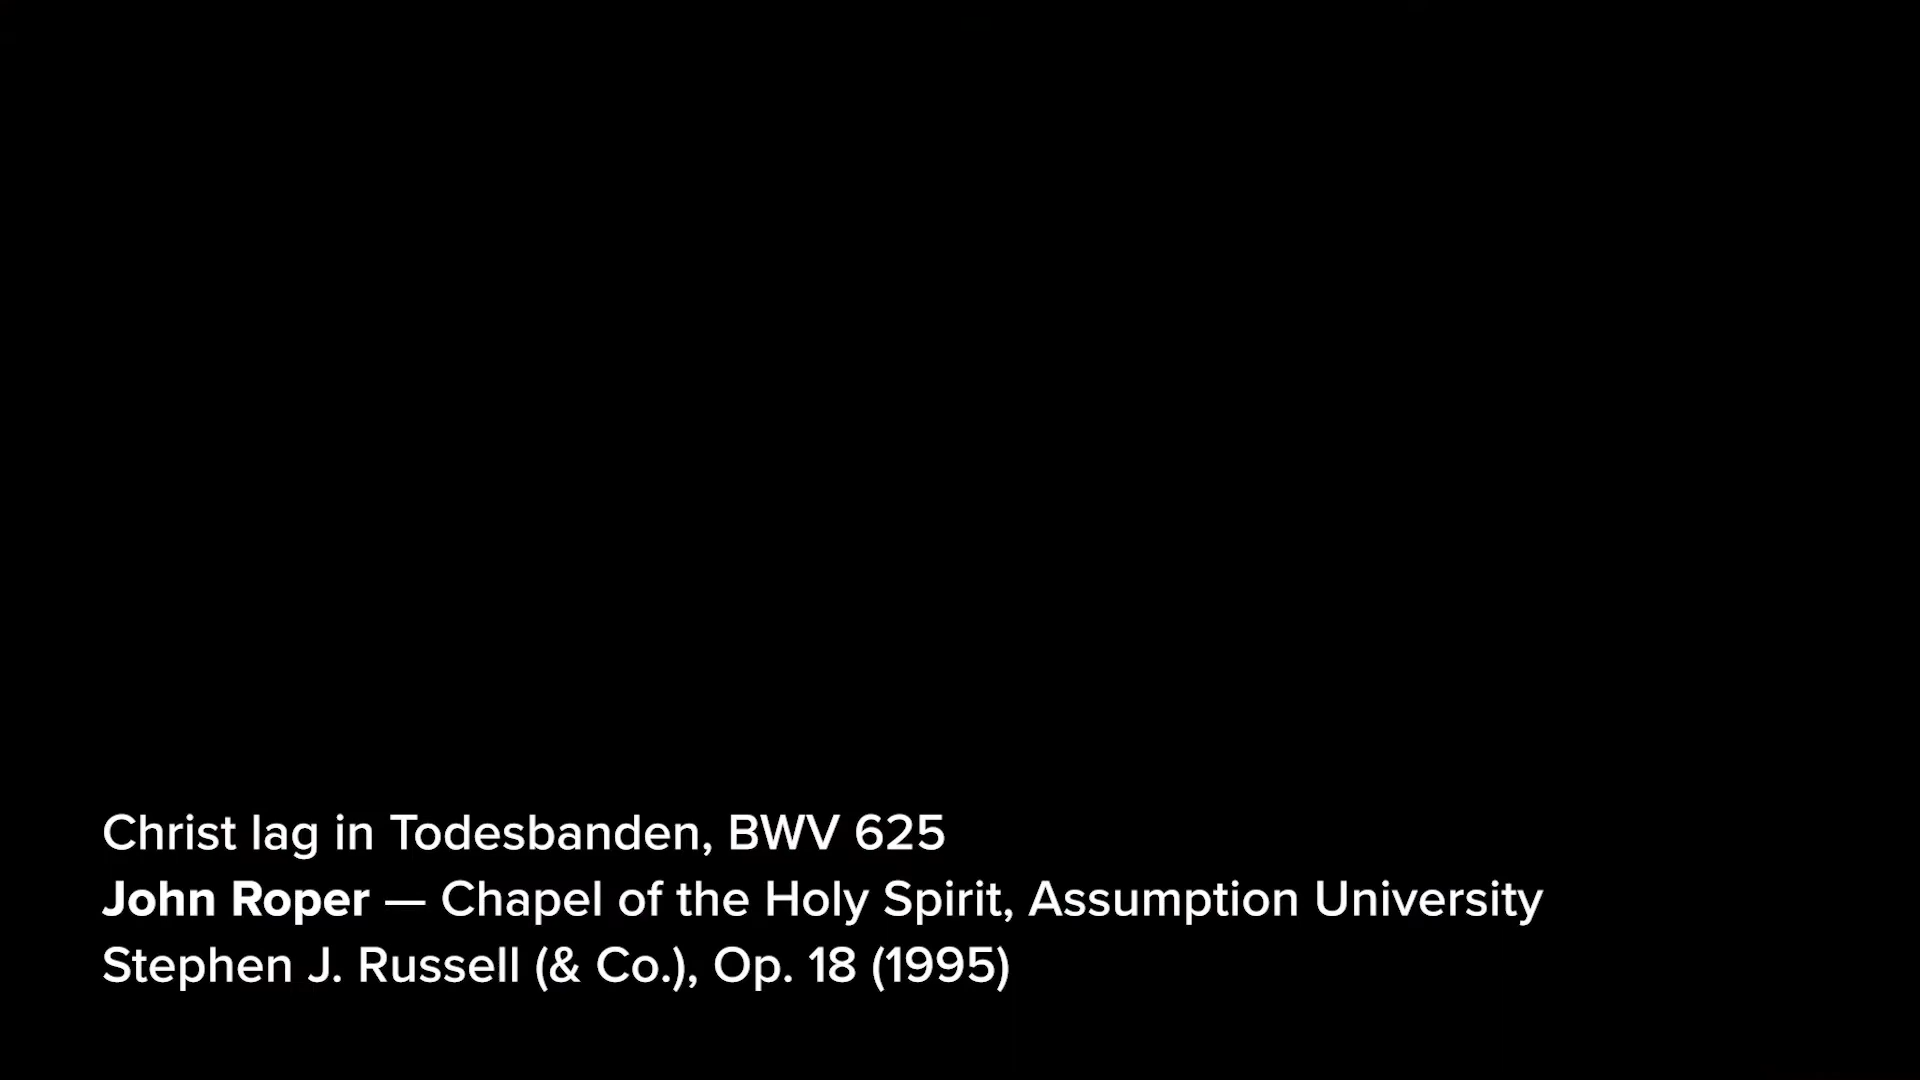 Christ lag in Todesbanden, BWV 625
John Roper — Chapel of the Holy Spirit, Assumption University
Stephen J. Russell (& Co.), Op. 18 (1995)